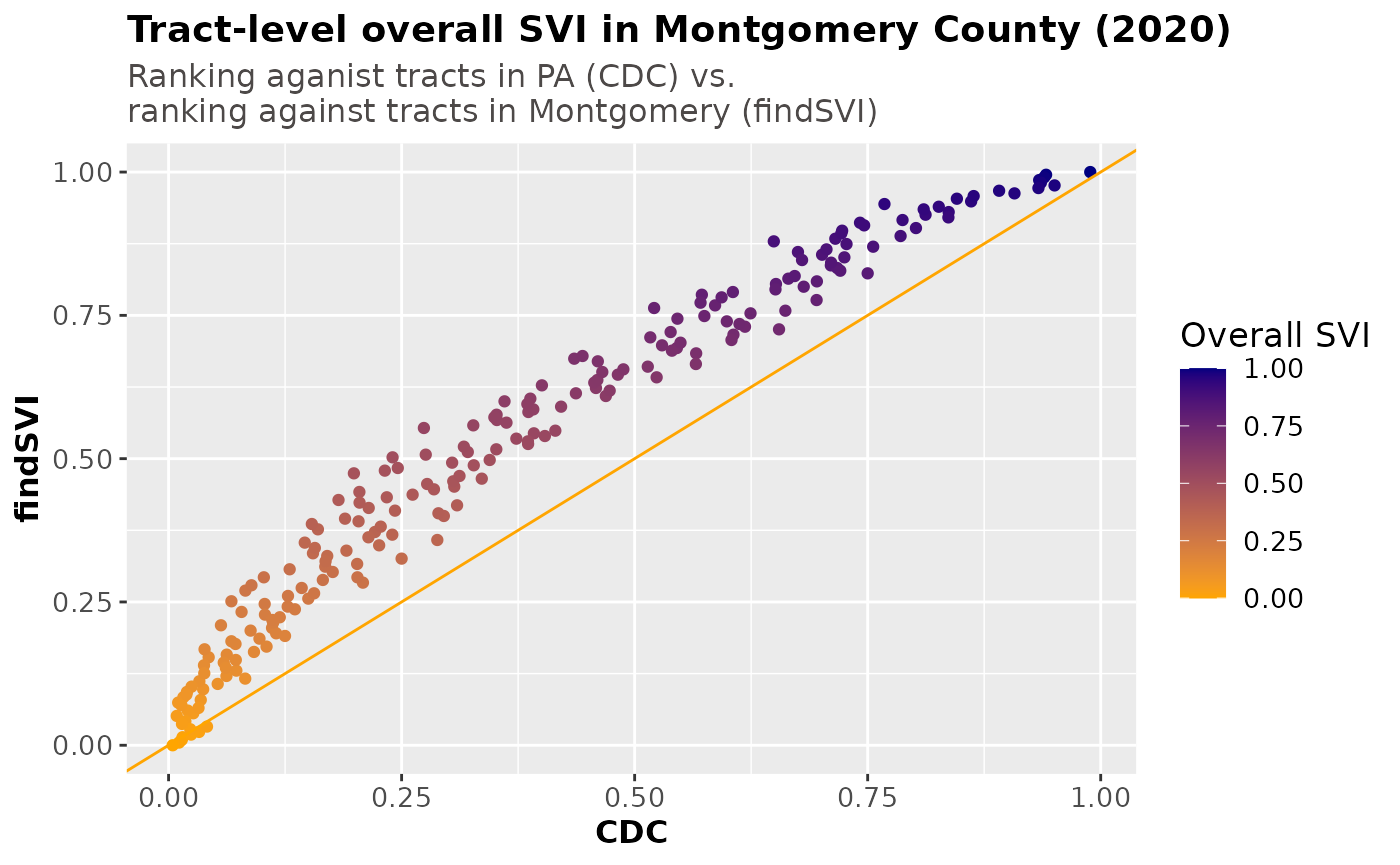 Tract-level overall SVI in Montgomery County (2020)
Ranking aganist tracts in PA (CDC) vs.
ranking against tracts in Montgomery (findSVI)
1.00
0.75
0.50
0.25
0.00
findSVI
0.00 0.25 0.50 0.75 1.00
CDC
Overall SVI
1.00
0.75
0.50
0.25
0.00